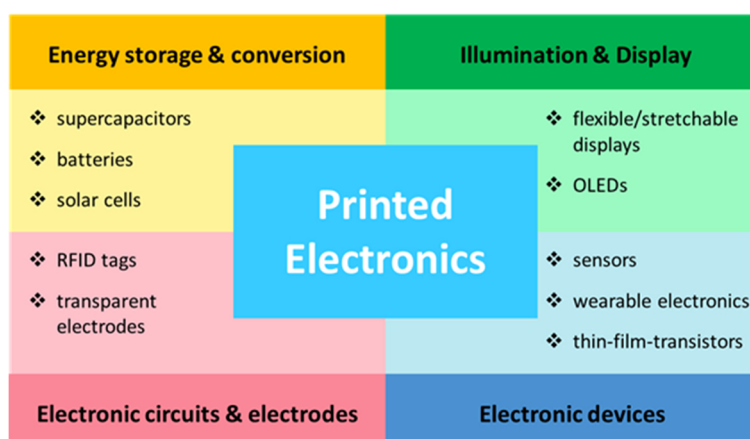 Energy storage & conversion
Illumination & Display
❖ supercapacitors
❖ batteries
❖ solar cells
❖ flexible/stretchable
displays
❖ OLEDs
Printed
Electronics
❖ RFID tags
❖ transparent
electrodes
❖ sensors
❖ wearable electronics
❖ thin-film-transistors
Electronic circuits & electrodes
Electronic devices